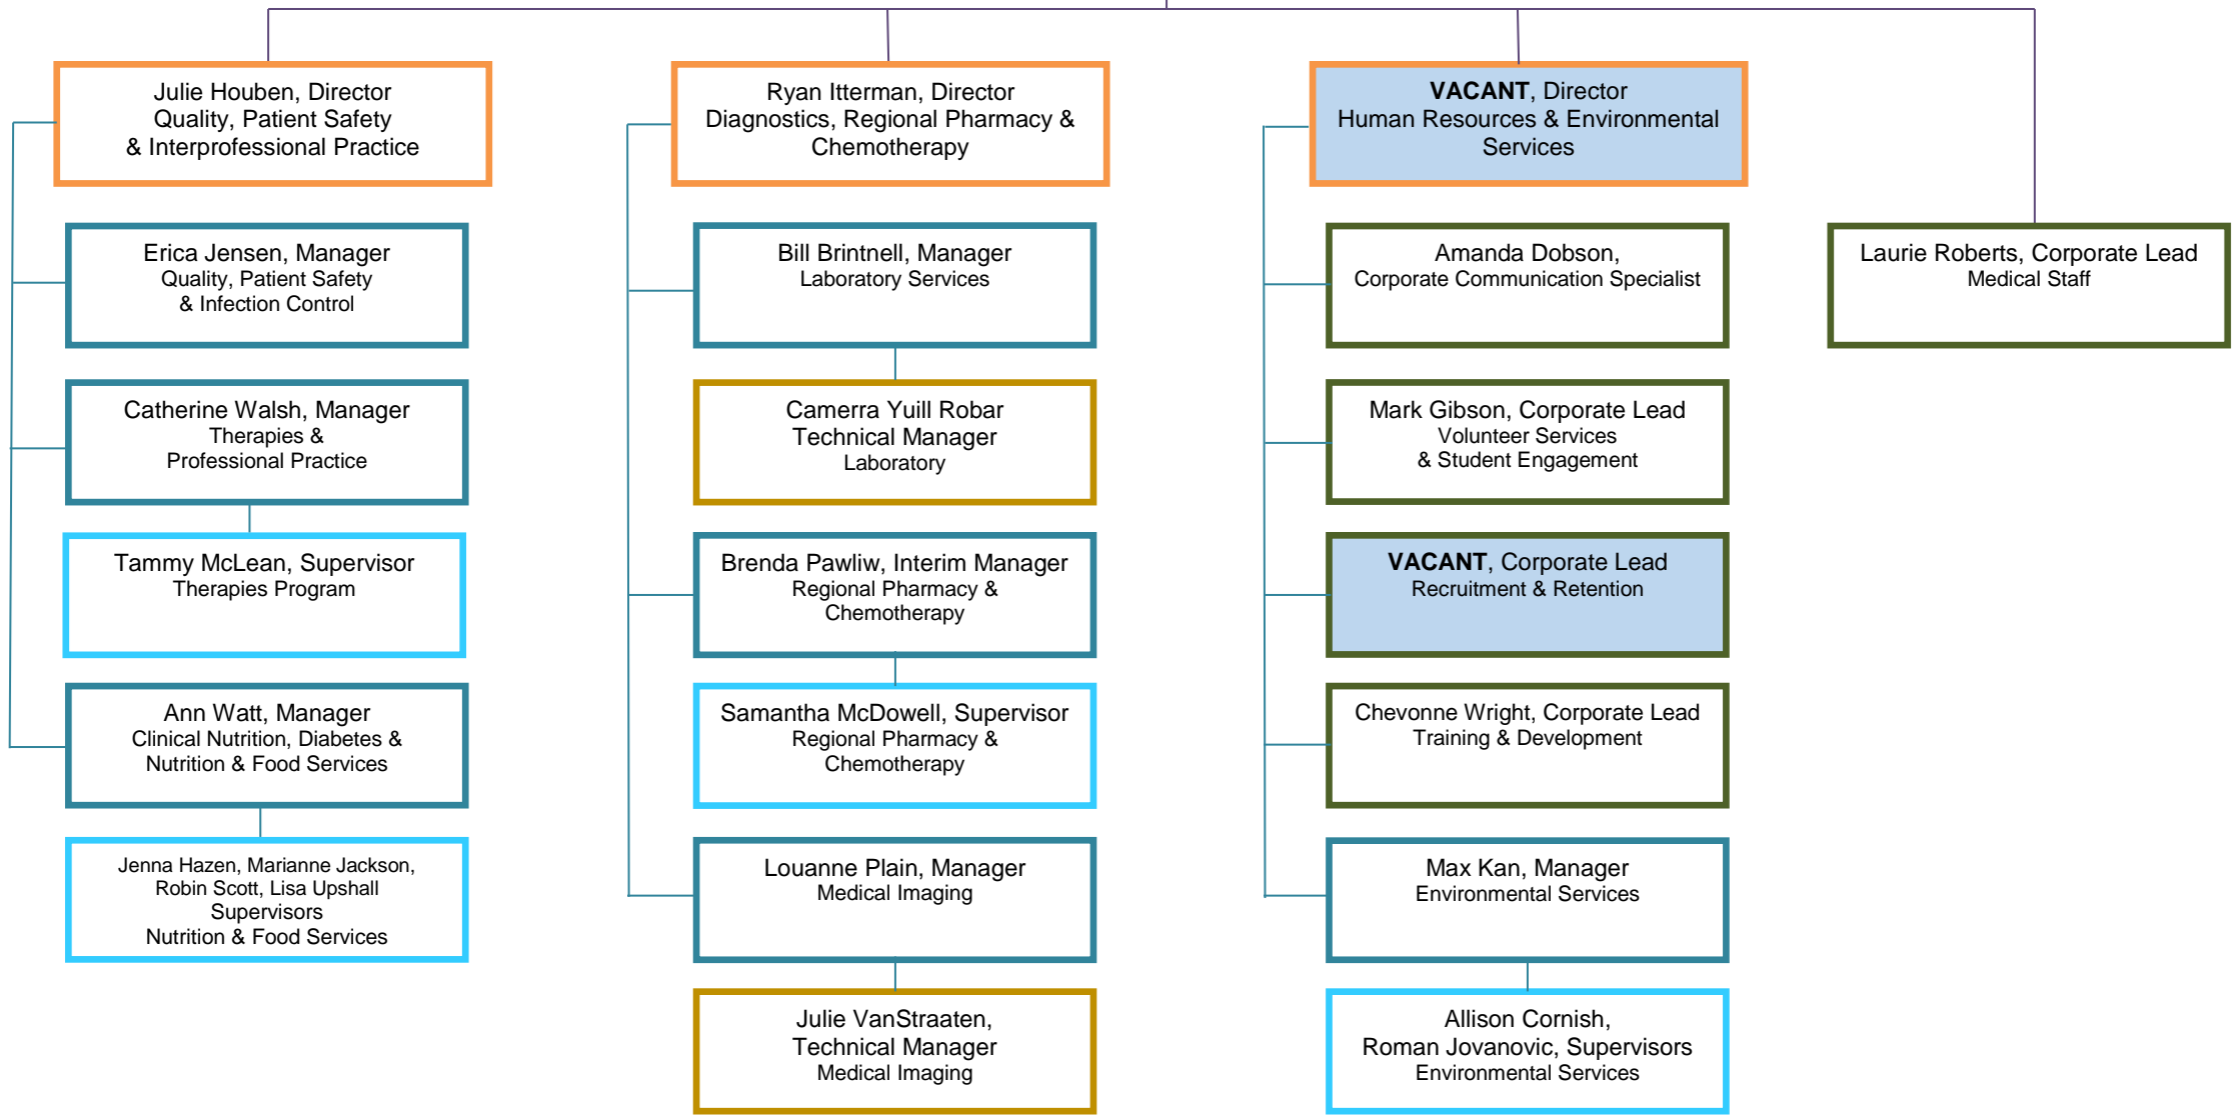 Julie Houben, Director
Quality, Patient Safety
& Interprofessional Practice
Erica Jensen, Manager
Quality, Patient Safety
& Infection Control
Catherine Walsh, Manager
Therapies &
Professional Practice
Tammy McLean, Supervisor
Therapies Program
Ann Watt, Manager
Clinical Nutrition, Diabetes &
Nutrition & Food Services
Jenna Hazen, Marianne Jackson,
Robin Scott, Lisa Upshall
Supervisors
Nutrition & Food Services
Ryan Itterman, Director
Diagnostics, Regional Pharmacy &
Chemotherapy
Bill Brintnell, Manager
Laboratory Services
Camerra Yuill Robar
Technical Manager
Laboratory
Brenda Pawliw, Interim Manager
Regional Pharmacy &
Chemotherapy
Samantha McDowell, Supervisor
Regional Pharmacy &
Chemotherapy
Louanne Plain, Manager
Medical Imaging
Julie VanStraaten,
Technical Manager
Medical Imaging
VACANT, Director
Human Resources & Environmental
Services
Amanda Dobson,
Corporate Communication Specialist
Mark Gibson, Corporate Lead
Volunteer Services
& Student Engagement
VACANT, Corporate Lead
Recruitment & Retention
Chevonne Wright, Corporate Lead
Training & Development
Max Kan, Manager
Environmental Services
Allison Cornish,
Roman Jovanovic, Supervisors
Environmental Services
Laurie Roberts, Corporate Lead
Medical Staff